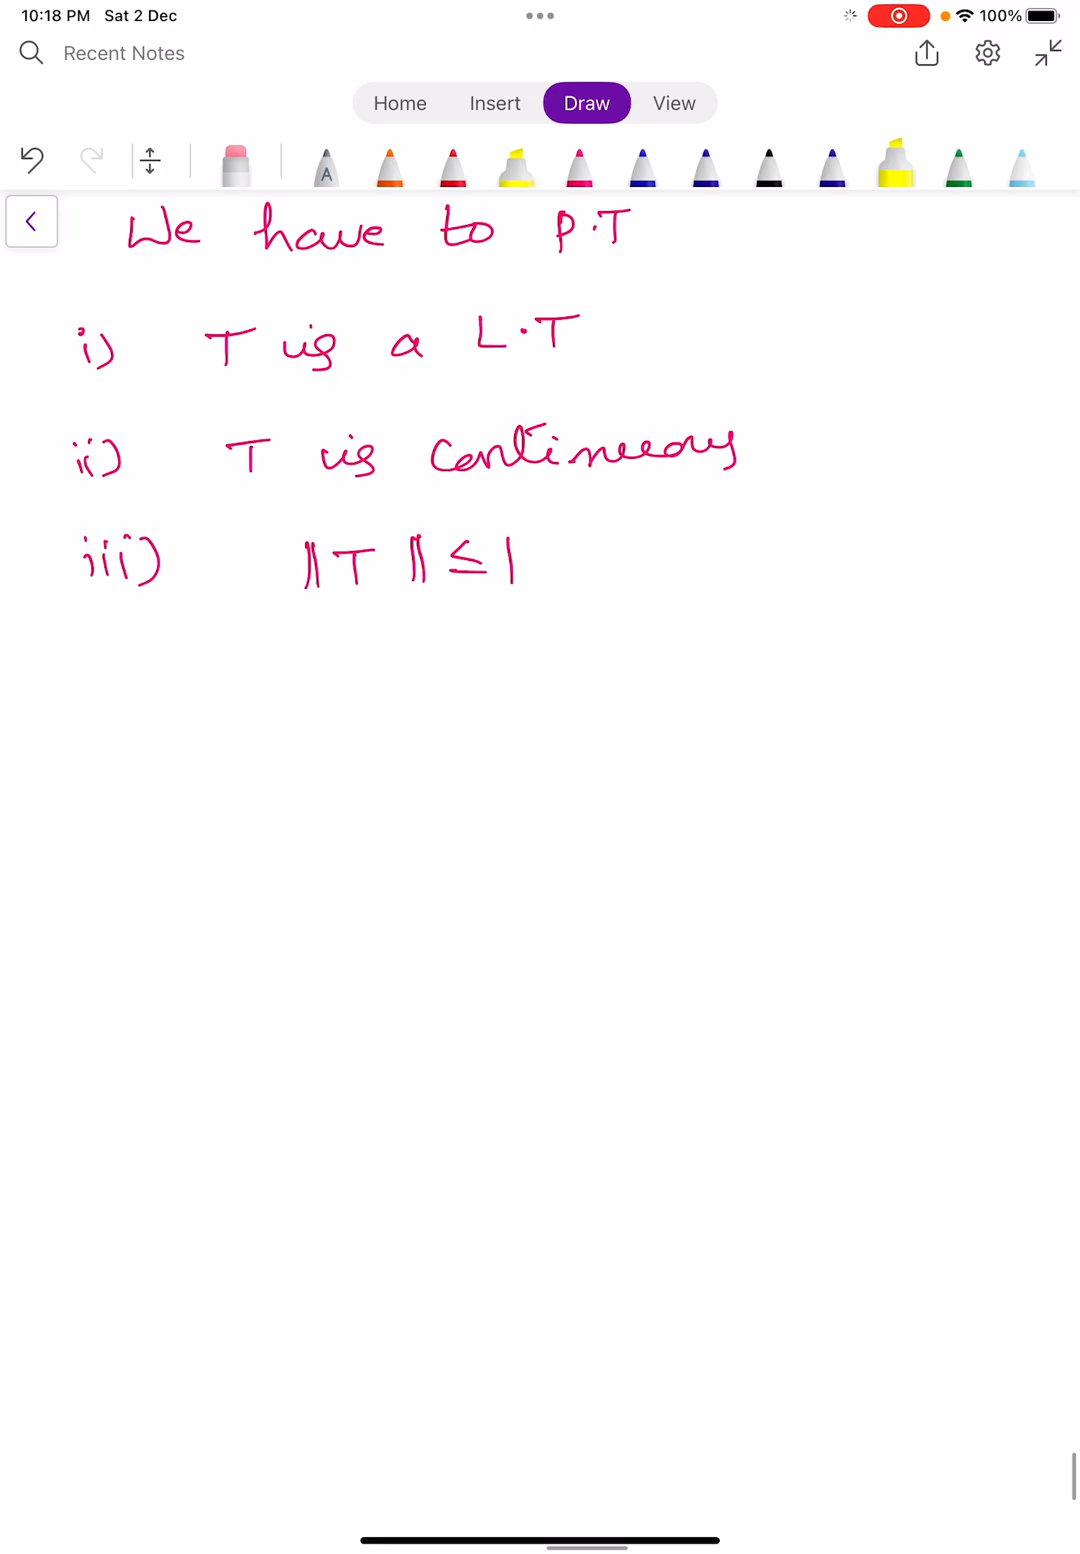 10:18 PM Sat 2 Dec 100%
Recent Notes
Home Insert Draw View
A
We have to P.T
i) T is a L.T
ii) T is continuous
iii) ||T|| ≤ 1